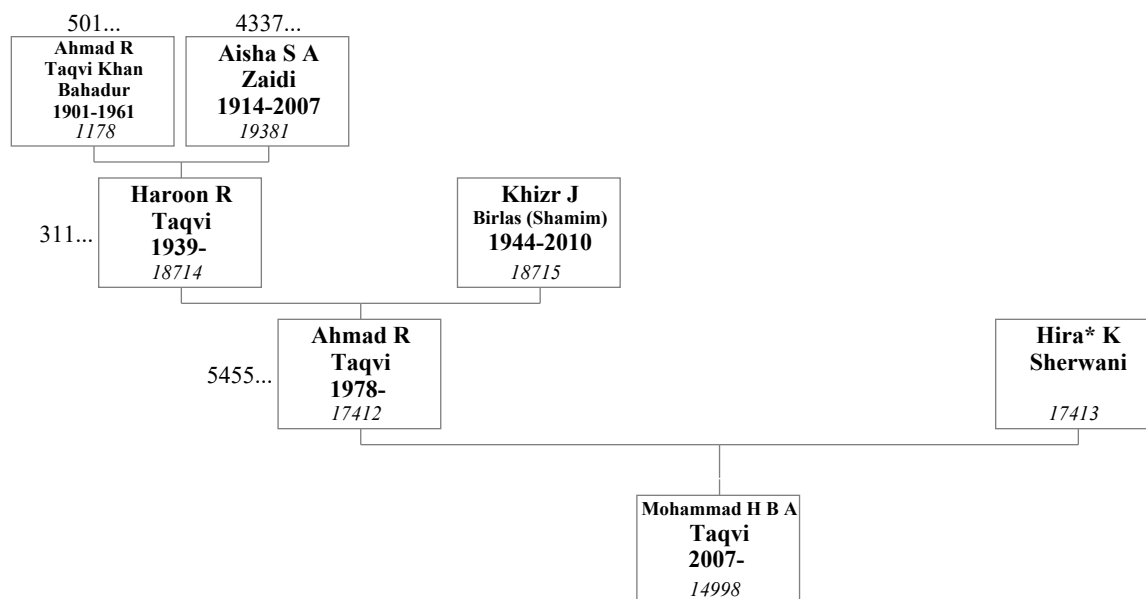 501...
4337...
Ahmad R
Taqvi Khan
Bahadur
1901-1961
1178
Aisha S A
Zaidi
1914-2007
19381
311...
Haroon R
Taqvi
1939-
18714
Khizr J
Birlas (Shamim)
1944-2010
18715
5455...
Ahmad R
Taqvi
1978-
17412
Hira* K
Sherwani
17413
Mohammad H B A
Taqvi
2007-
14998